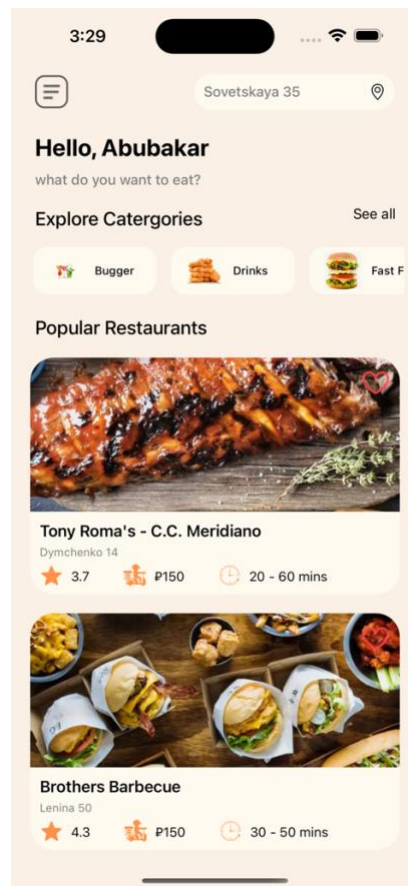 3:29
Sovetskaya 35
Hello, Abubakar
what do you want to eat?
Explore Catergories
See all
Bugger
Drinks
Fast F
Popular Restaurants
Tony Roma's - C.C. Meridiano
Dymchenko 14
3.7
₽150
20 - 60 mins
Brothers Barbecue
Lenina 50
4.3
₽150
30 - 50 mins